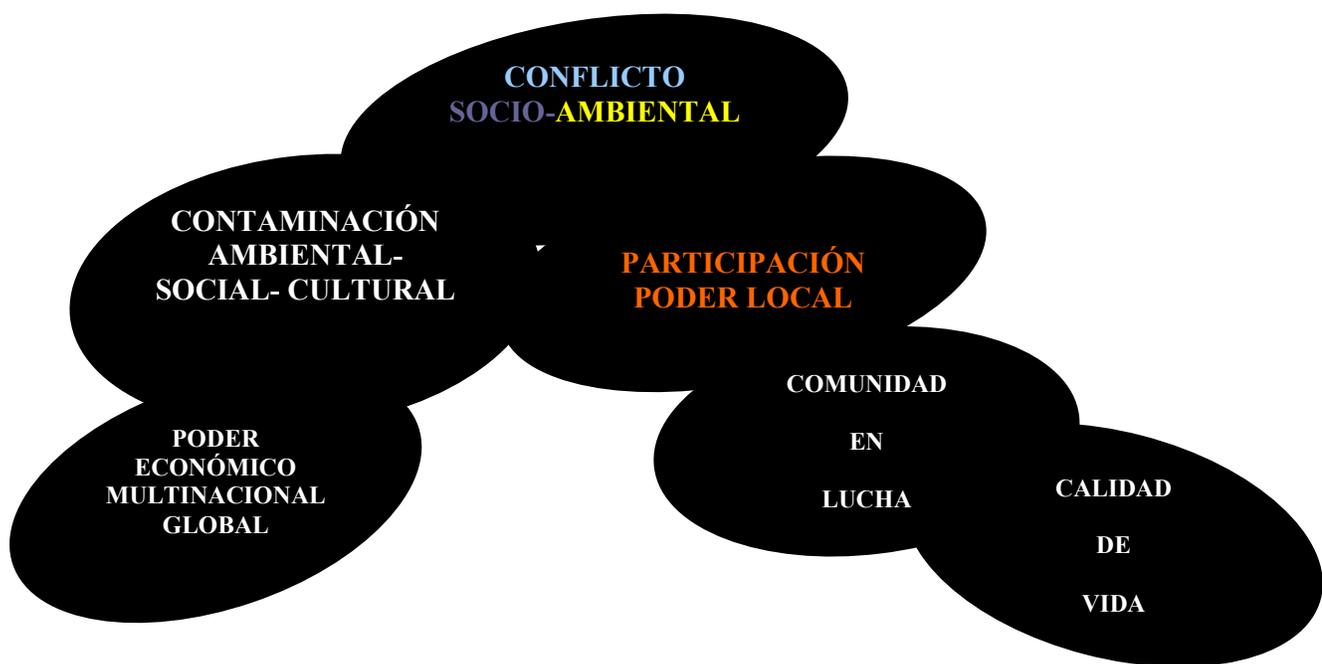 CONFLICTO
SOCIO-AMBIENTAL
CONTAMINACIÓN
AMBIENTAL-
SOCIAL- CULTURAL
PARTICIPACIÓN
PODER LOCAL
PODER
ECONÓMICO
MULTINACIONAL
GLOBAL
COMUNIDAD
EN
LUCHA
CALIDAD
DE
VIDA